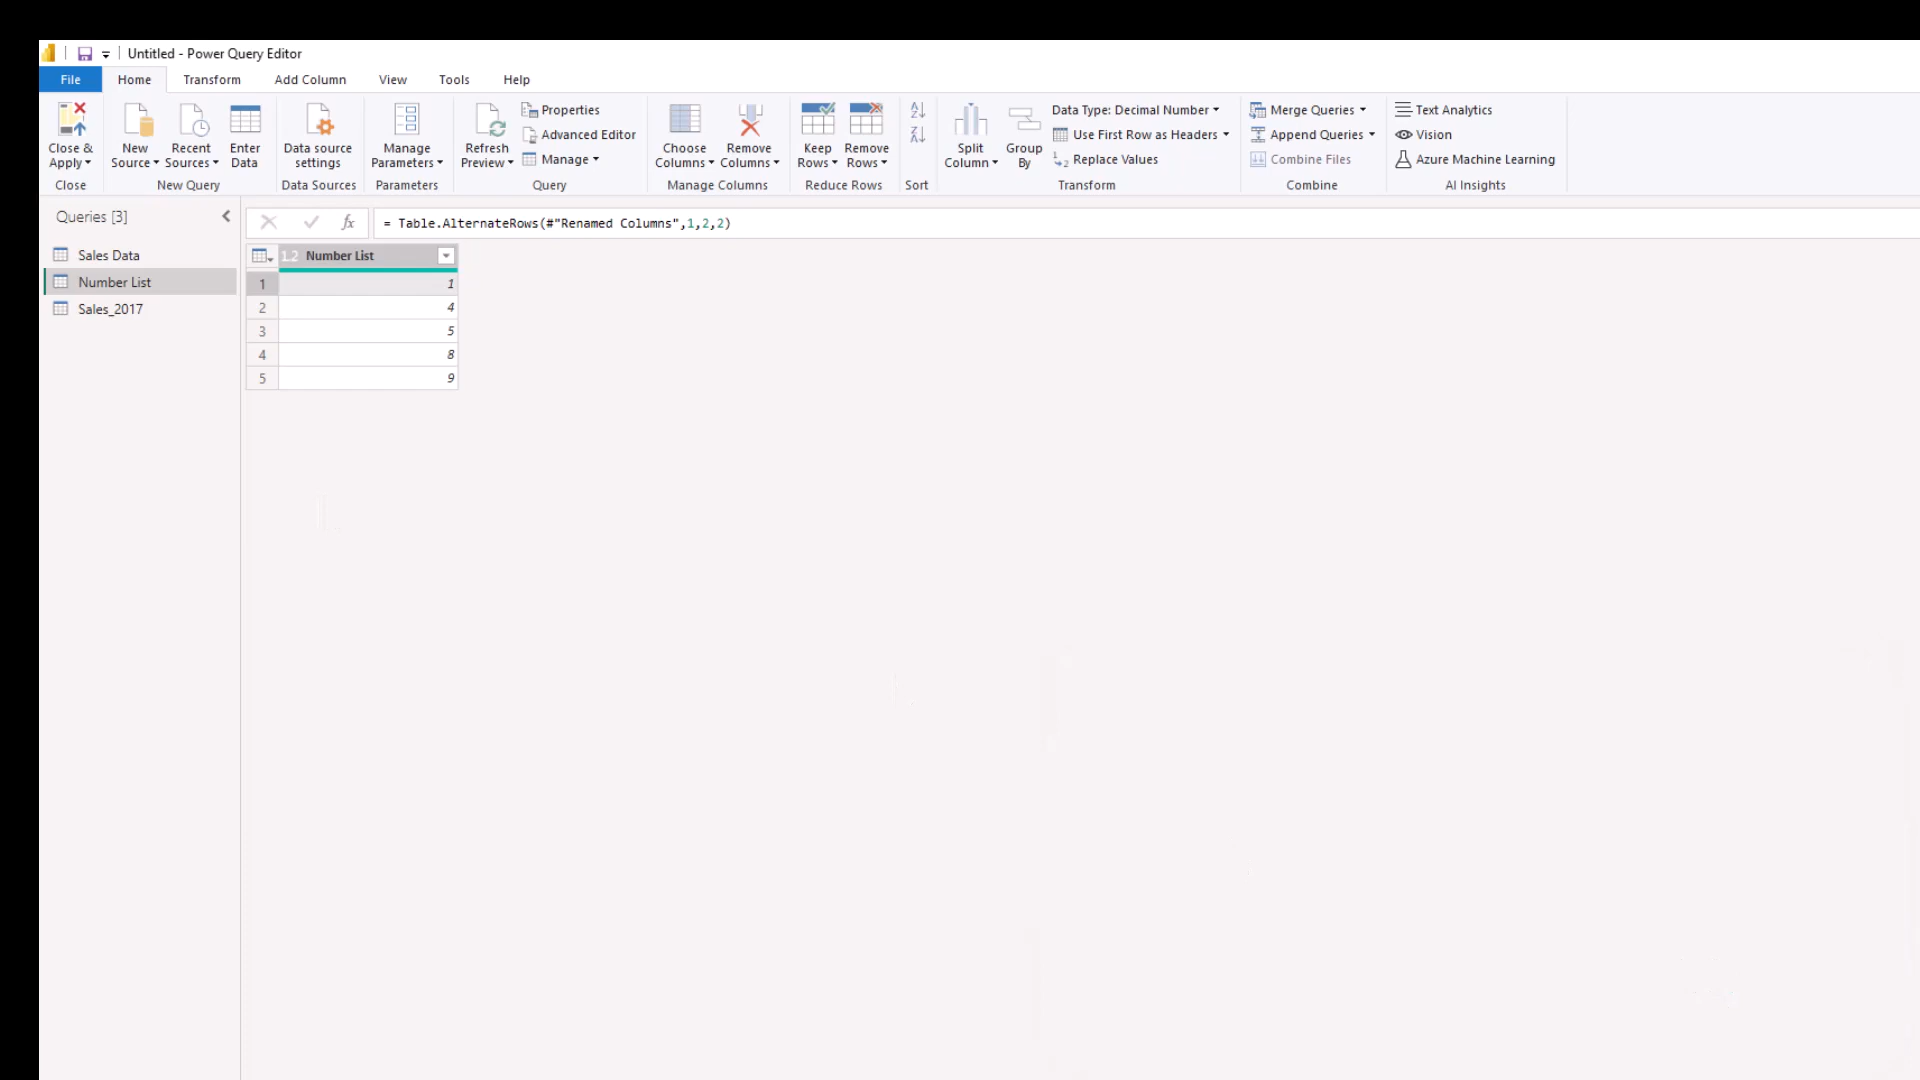 Untitled - Power Query Editor
File Home Transform Add Column View Tools Help
Close & Apply
New Source
Recent Sources
Enter Data
Data source settings
Manage Parameters
Refresh Preview
Properties
Advanced Editor
Manage
Choose Columns
Remove Columns
Keep Rows
Remove Rows
A Z
Z A
Split Column
Group By
Data Type: Decimal Number
Use First Row as Headers
1 2 Replace Values
Merge Queries
Append Queries
Combine Files
Text Analytics
Vision
Azure Machine Learning
Close New Query Data Sources Parameters Query Manage Columns Reduce Rows Sort Transform Combine AI Insights
Queries [3]
fx = Table.AlternateRows(#"Renamed Columns",1,2,2)
Sales Data
Number List
Sales_2017
1.2 Number List
1 1
2 4
3 5
4 8
5 9